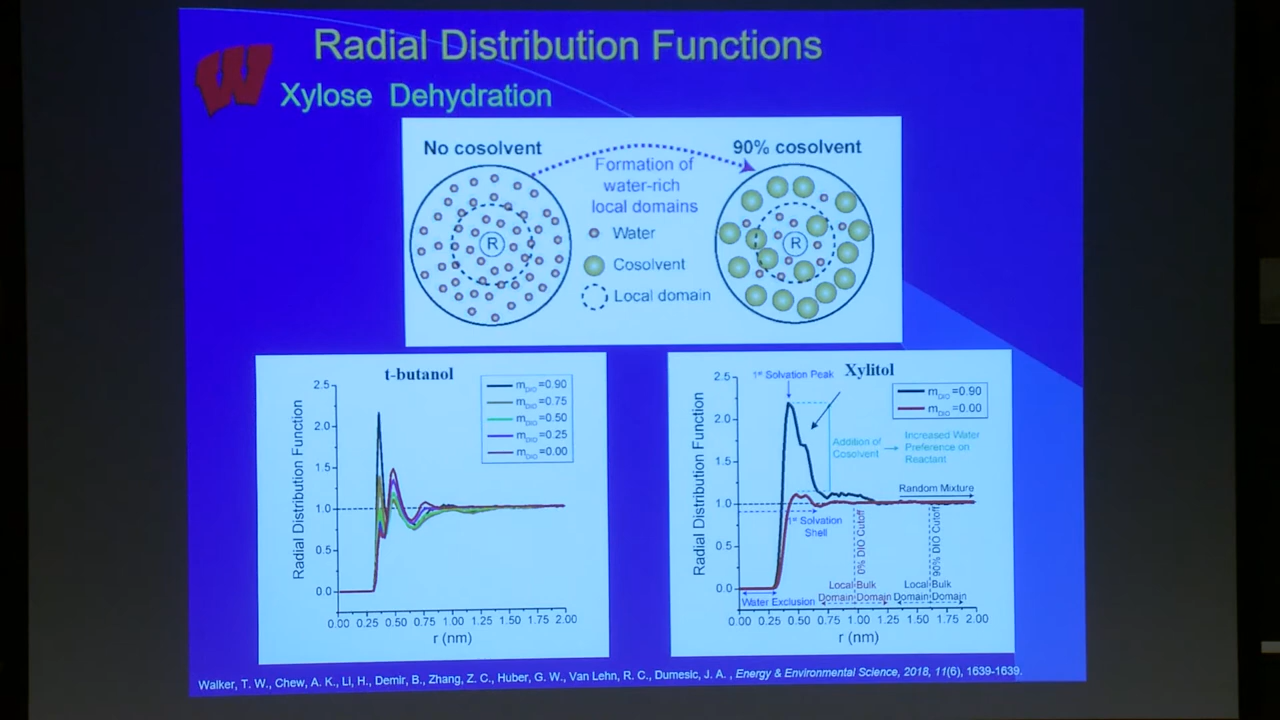 W
Radial Distribution Functions
Xylose Dehydration
No cosolvent
90% cosolvent
Formation of
water-rich
local domains
R
R
Water
Cosolvent
Local domain
t-butanol
Radial Distribution Function
2.5
2.0
1.5
1.0
0.5
0.0
mDIO=0.90
mDIO=0.75
mDIO=0.50
mDIO=0.25
mDIO=0.00
0.00 0.25 0.50 0.75 1.00 1.25 1.50 1.75 2.00
r (nm)
Xylitol
Radial Distribution Function
2.5
2.0
1.5
1.0
0.5
0.0
1st Solvation Peak
mDIO=0.90
mDIO=0.00
Addition of
Cosolvent
Increased Water
Preference on
Reactant
Random Mixture
1st Solvation
Shell
0% DIO Cutoff
90% DIO Cutoff
Water Exclusion
Local Bulk
Domain Domain
Local Bulk
Domain Domain
0.00 0.25 0.50 0.75 1.00 1.25 1.50 1.75 2.00
r (nm)
Walker, T. W., Chew, A. K., Li, H., Demir, B., Zhang, Z. C., Huber, G. W., Van Lehn, R. C., Dumesic, J. A. , Energy & Environmental Science, 2018, 11(6), 1639-1639.